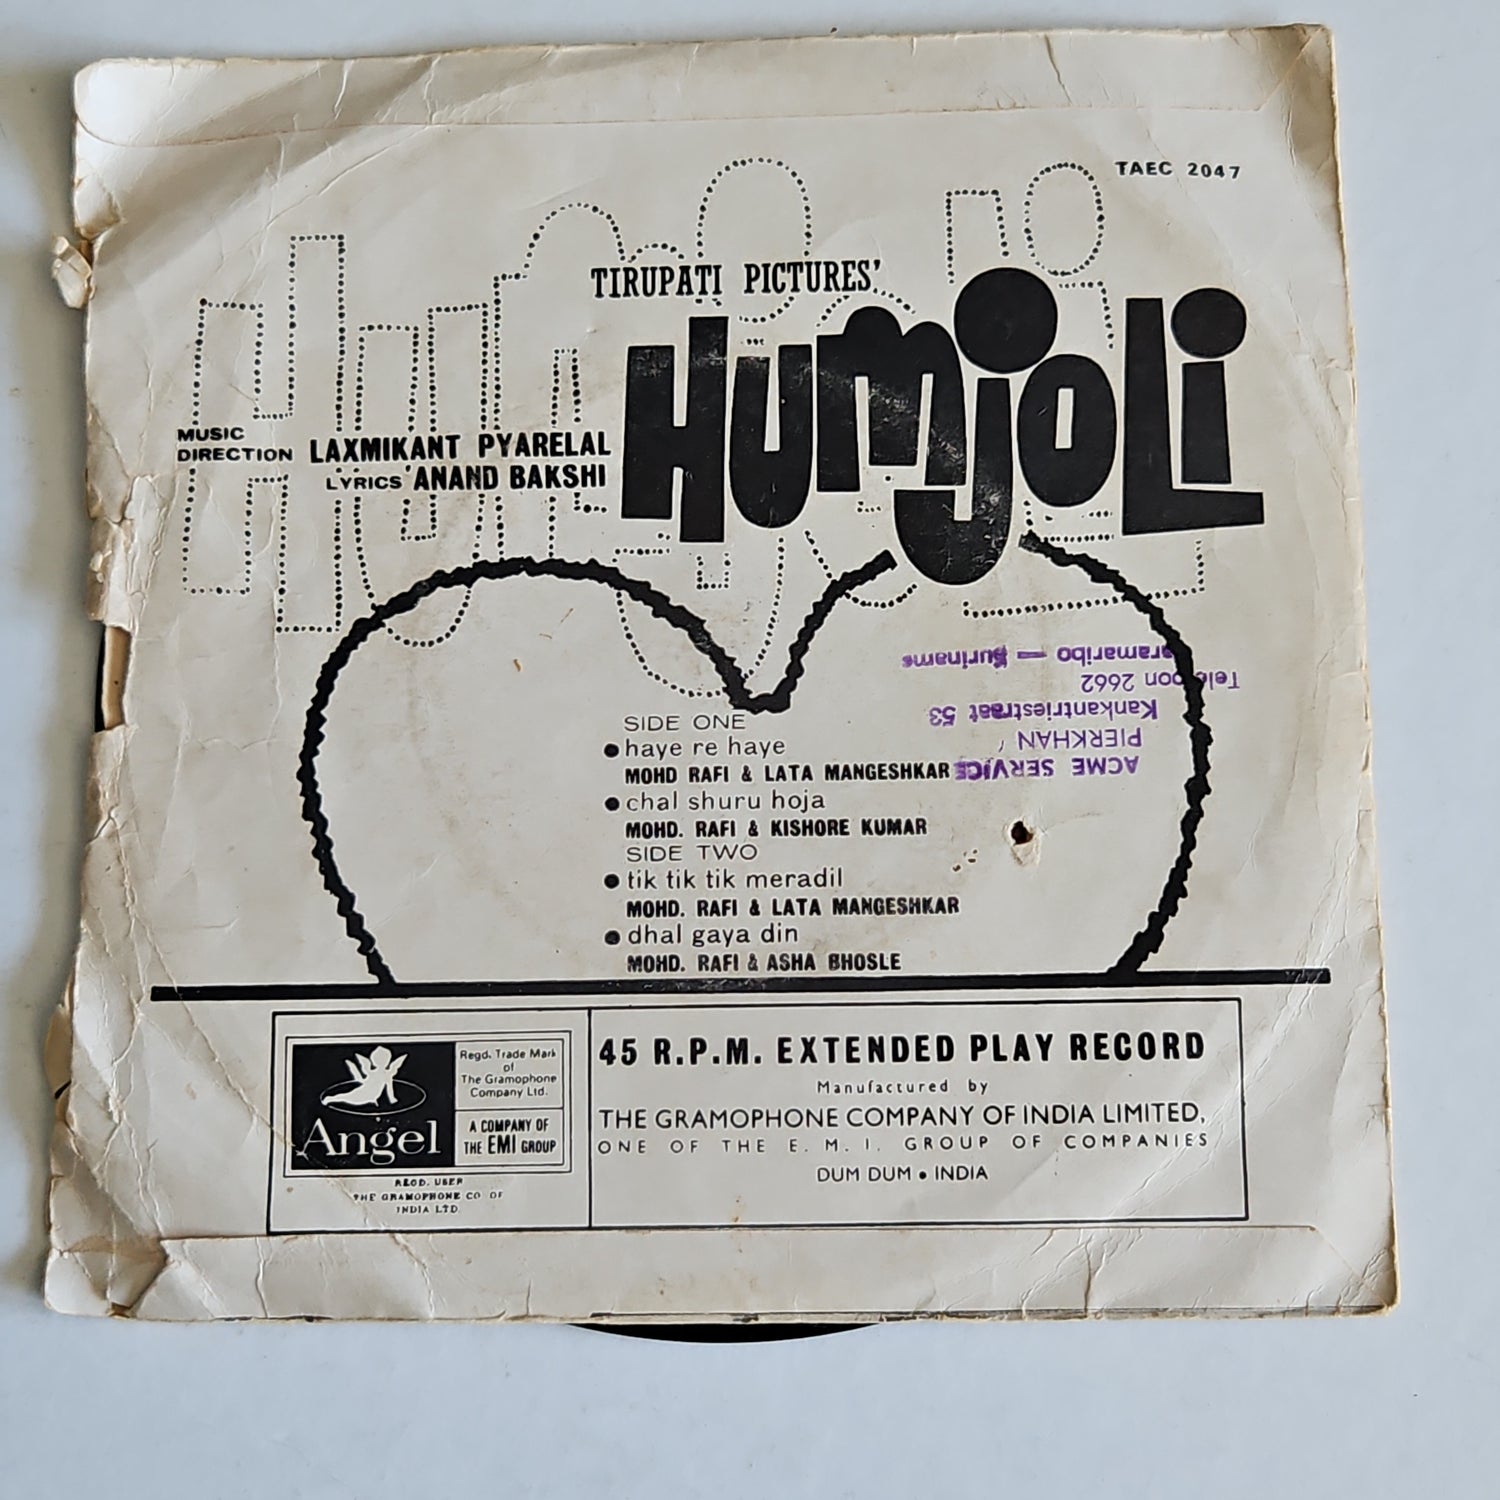 TAEC 2047
TIRUPATI PICTURES'
HUMJOLI
MUSIC
DIRECTION LAXMIKANT PYARELAL
LYRICS ANAND BAKSHI
SIDE ONE
● haye re haye
MOHD RAFI & LATA MANGESHKAR
● chal shuru hoja
MOHD. RAFI & KISHORE KUMAR
SIDE TWO
● tik tik tik meradil
MOHD. RAFI & LATA MANGESHKAR
● dhal gaya din
MOHD. RAFI & ASHA BHOSLE
ACME SERVICE
PIERKHAN
Kankantriestraat 53
Telefoon 2662
Paramaribo — Suriname
Angel
Regd. Trade Mark
of
The Gramophone
Company Ltd.
A COMPANY OF
THE EMI GROUP
REGD. USER
THE GRAMOPHONE CO OF
INDIA LTD.
45 R.P.M. EXTENDED PLAY RECORD
Manufactured by
THE GRAMOPHONE COMPANY OF INDIA LIMITED,
ONE OF THE E. M. I. GROUP OF COMPANIES
DUM DUM • INDIA